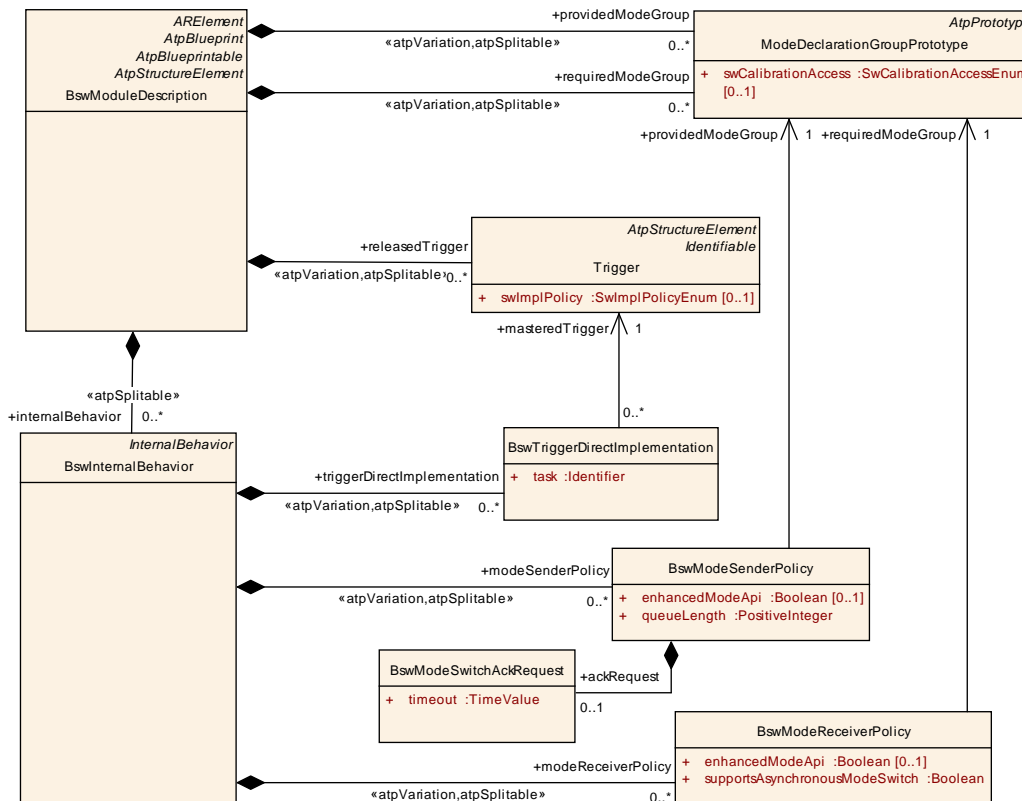 ARElement
AtpBlueprint
AtpBlueprintable
AtpStructureElement
BswModuleDescription
+providedModeGroup
«atpVariation,atpSplitable»
0..*
+requiredModeGroup
«atpVariation,atpSplitable»
0..*
AtpPrototyp
ModeDeclarationGroupPrototype
+ swCalibrationAccess :SwCalibrationAccessEnum
[0..1]
+providedModeGroup
1
+requiredModeGroup
1
+releasedTrigger
«atpVariation,atpSplitable»
0..*
AtpStructureElement
Identifiable
Trigger
+ swImplPolicy :SwImplPolicyEnum [0..1]
+masteredTrigger
1
0..*
«atpSplitable»
+internalBehavior
0..*
InternalBehavior
BswInternalBehavior
+triggerDirectImplementation
«atpVariation,atpSplitable»
0..*
BswTriggerDirectImplementation
+ task :Identifier
+modeSenderPolicy
«atpVariation,atpSplitable»
0..*
BswModeSenderPolicy
+ enhancedModeApi :Boolean [0..1]
+ queueLength :PositiveInteger
BswModeSwitchAckRequest
+ timeout :TimeValue
+ackRequest
0..1
+modeReceiverPolicy
«atpVariation,atpSplitable»
0..*
BswModeReceiverPolicy
+ enhancedModeApi :Boolean [0..1]
+ supportsAsynchronousModeSwitch :Boolean